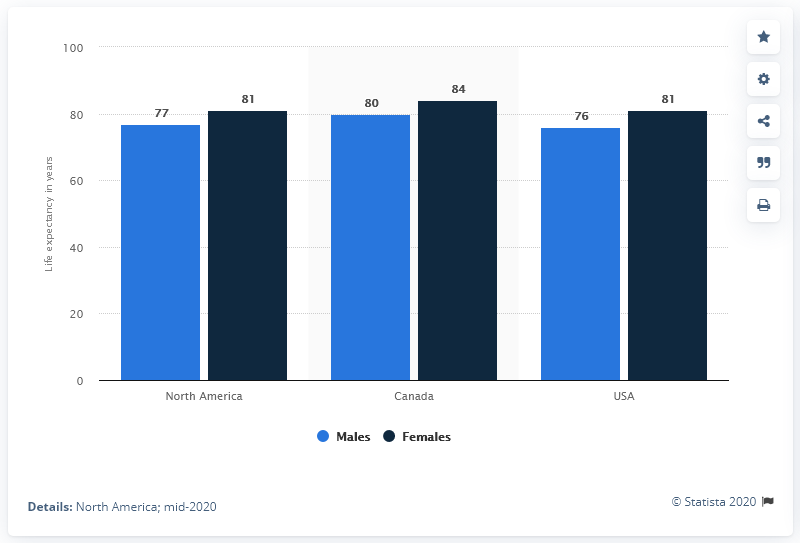 100
80
60
40
20
0
Life expectancy in years
77
81
80
84
76
81
North America
Canada
USA
Males
Females
Details: North America; mid-2020
© Statista 2020